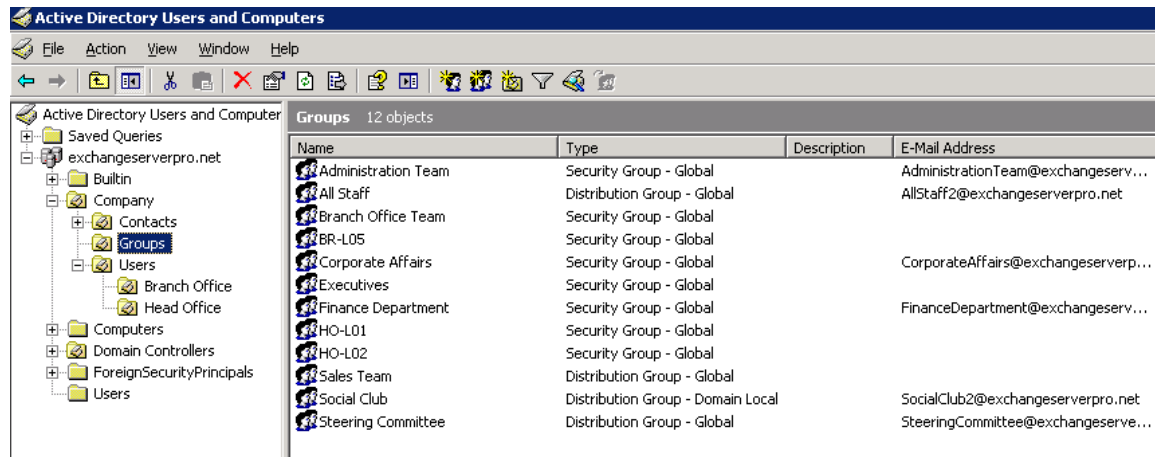 Active Directory Users and Computers
File Action View Window Help
Active Directory Users and Computer
Saved Queries
exchangeserverpro.net
Builtin
Company
Contacts
Groups
Users
Branch Office
Head Office
Computers
Domain Controllers
ForeignSecurityPrincipals
Users
Groups 12 objects
Name Type Description E-Mail Address
Administration Team Security Group - Global AdministrationTeam@exchangeserv...
All Staff Distribution Group - Global AllStaff2@exchangeserverpro.net
Branch Office Team Security Group - Global
BR-L05 Security Group - Global
Corporate Affairs Security Group - Global CorporateAffairs@exchangeserverp...
Executives Security Group - Global
Finance Department Security Group - Global FinanceDepartment@exchangeserv...
HO-L01 Security Group - Global
HO-L02 Security Group - Global
Sales Team Distribution Group - Global
Social Club Distribution Group - Domain Local SocialClub2@exchangeserverpro.net
Steering Committee Distribution Group - Global SteeringCommittee@exchangeserve...